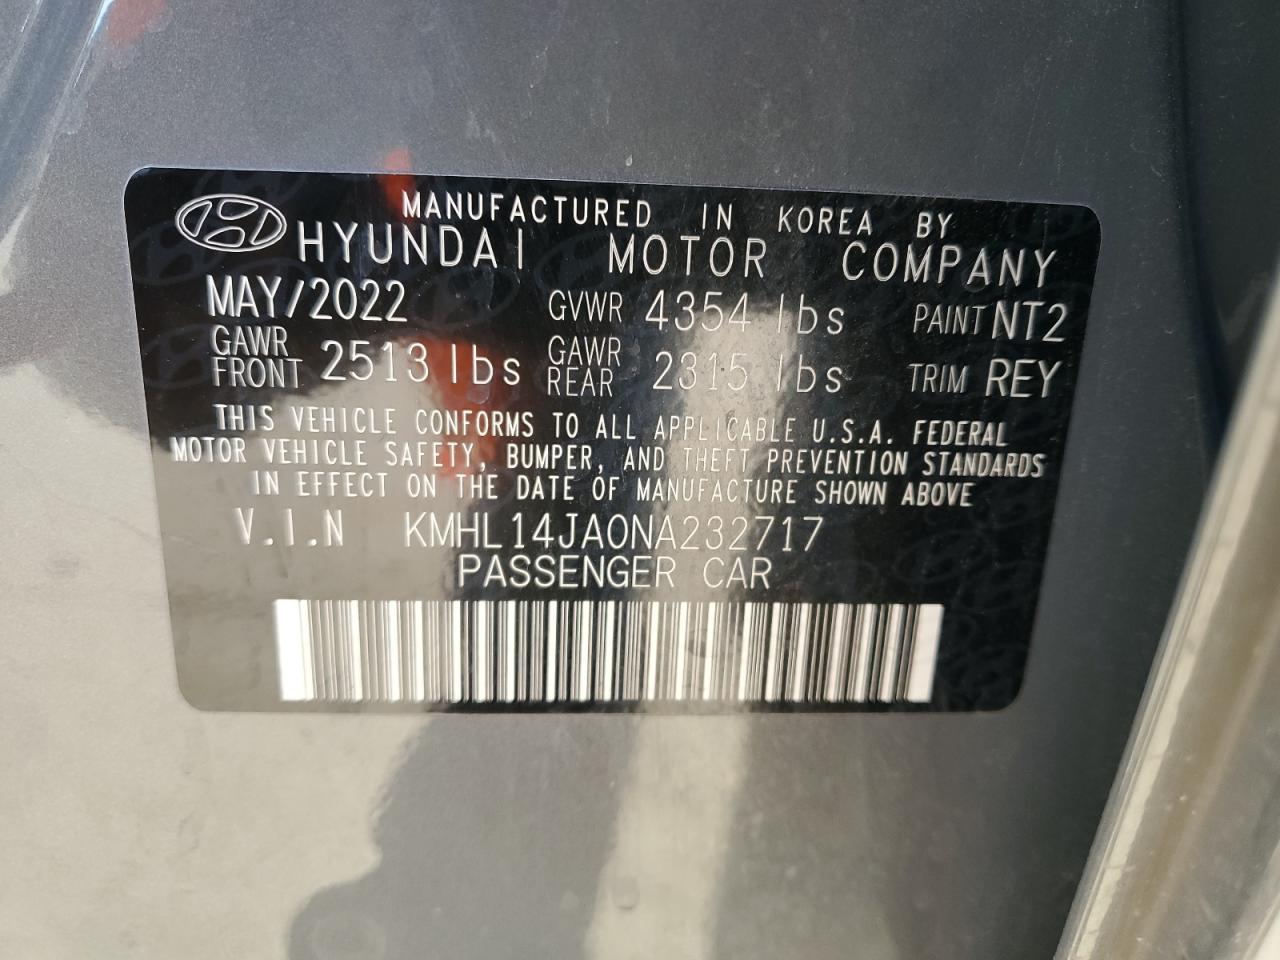 MANUFACTURED IN KOREA BY
HYUNDAI MOTOR COMPANY
MAY/2022 GVWR 4354 lbs PAINT NT2
GAWR FRONT 2513 lbs GAWR REAR 2315 lbs TRIM REY
THIS VEHICLE CONFORMS TO ALL APPLICABLE U.S.A. FEDERAL
MOTOR VEHICLE SAFETY, BUMPER, AND THEFT PREVENTION STANDARDS
IN EFFECT ON THE DATE OF MANUFACTURE SHOWN ABOVE
V.I.N KMHL14JA0NA232717
PASSENGER CAR